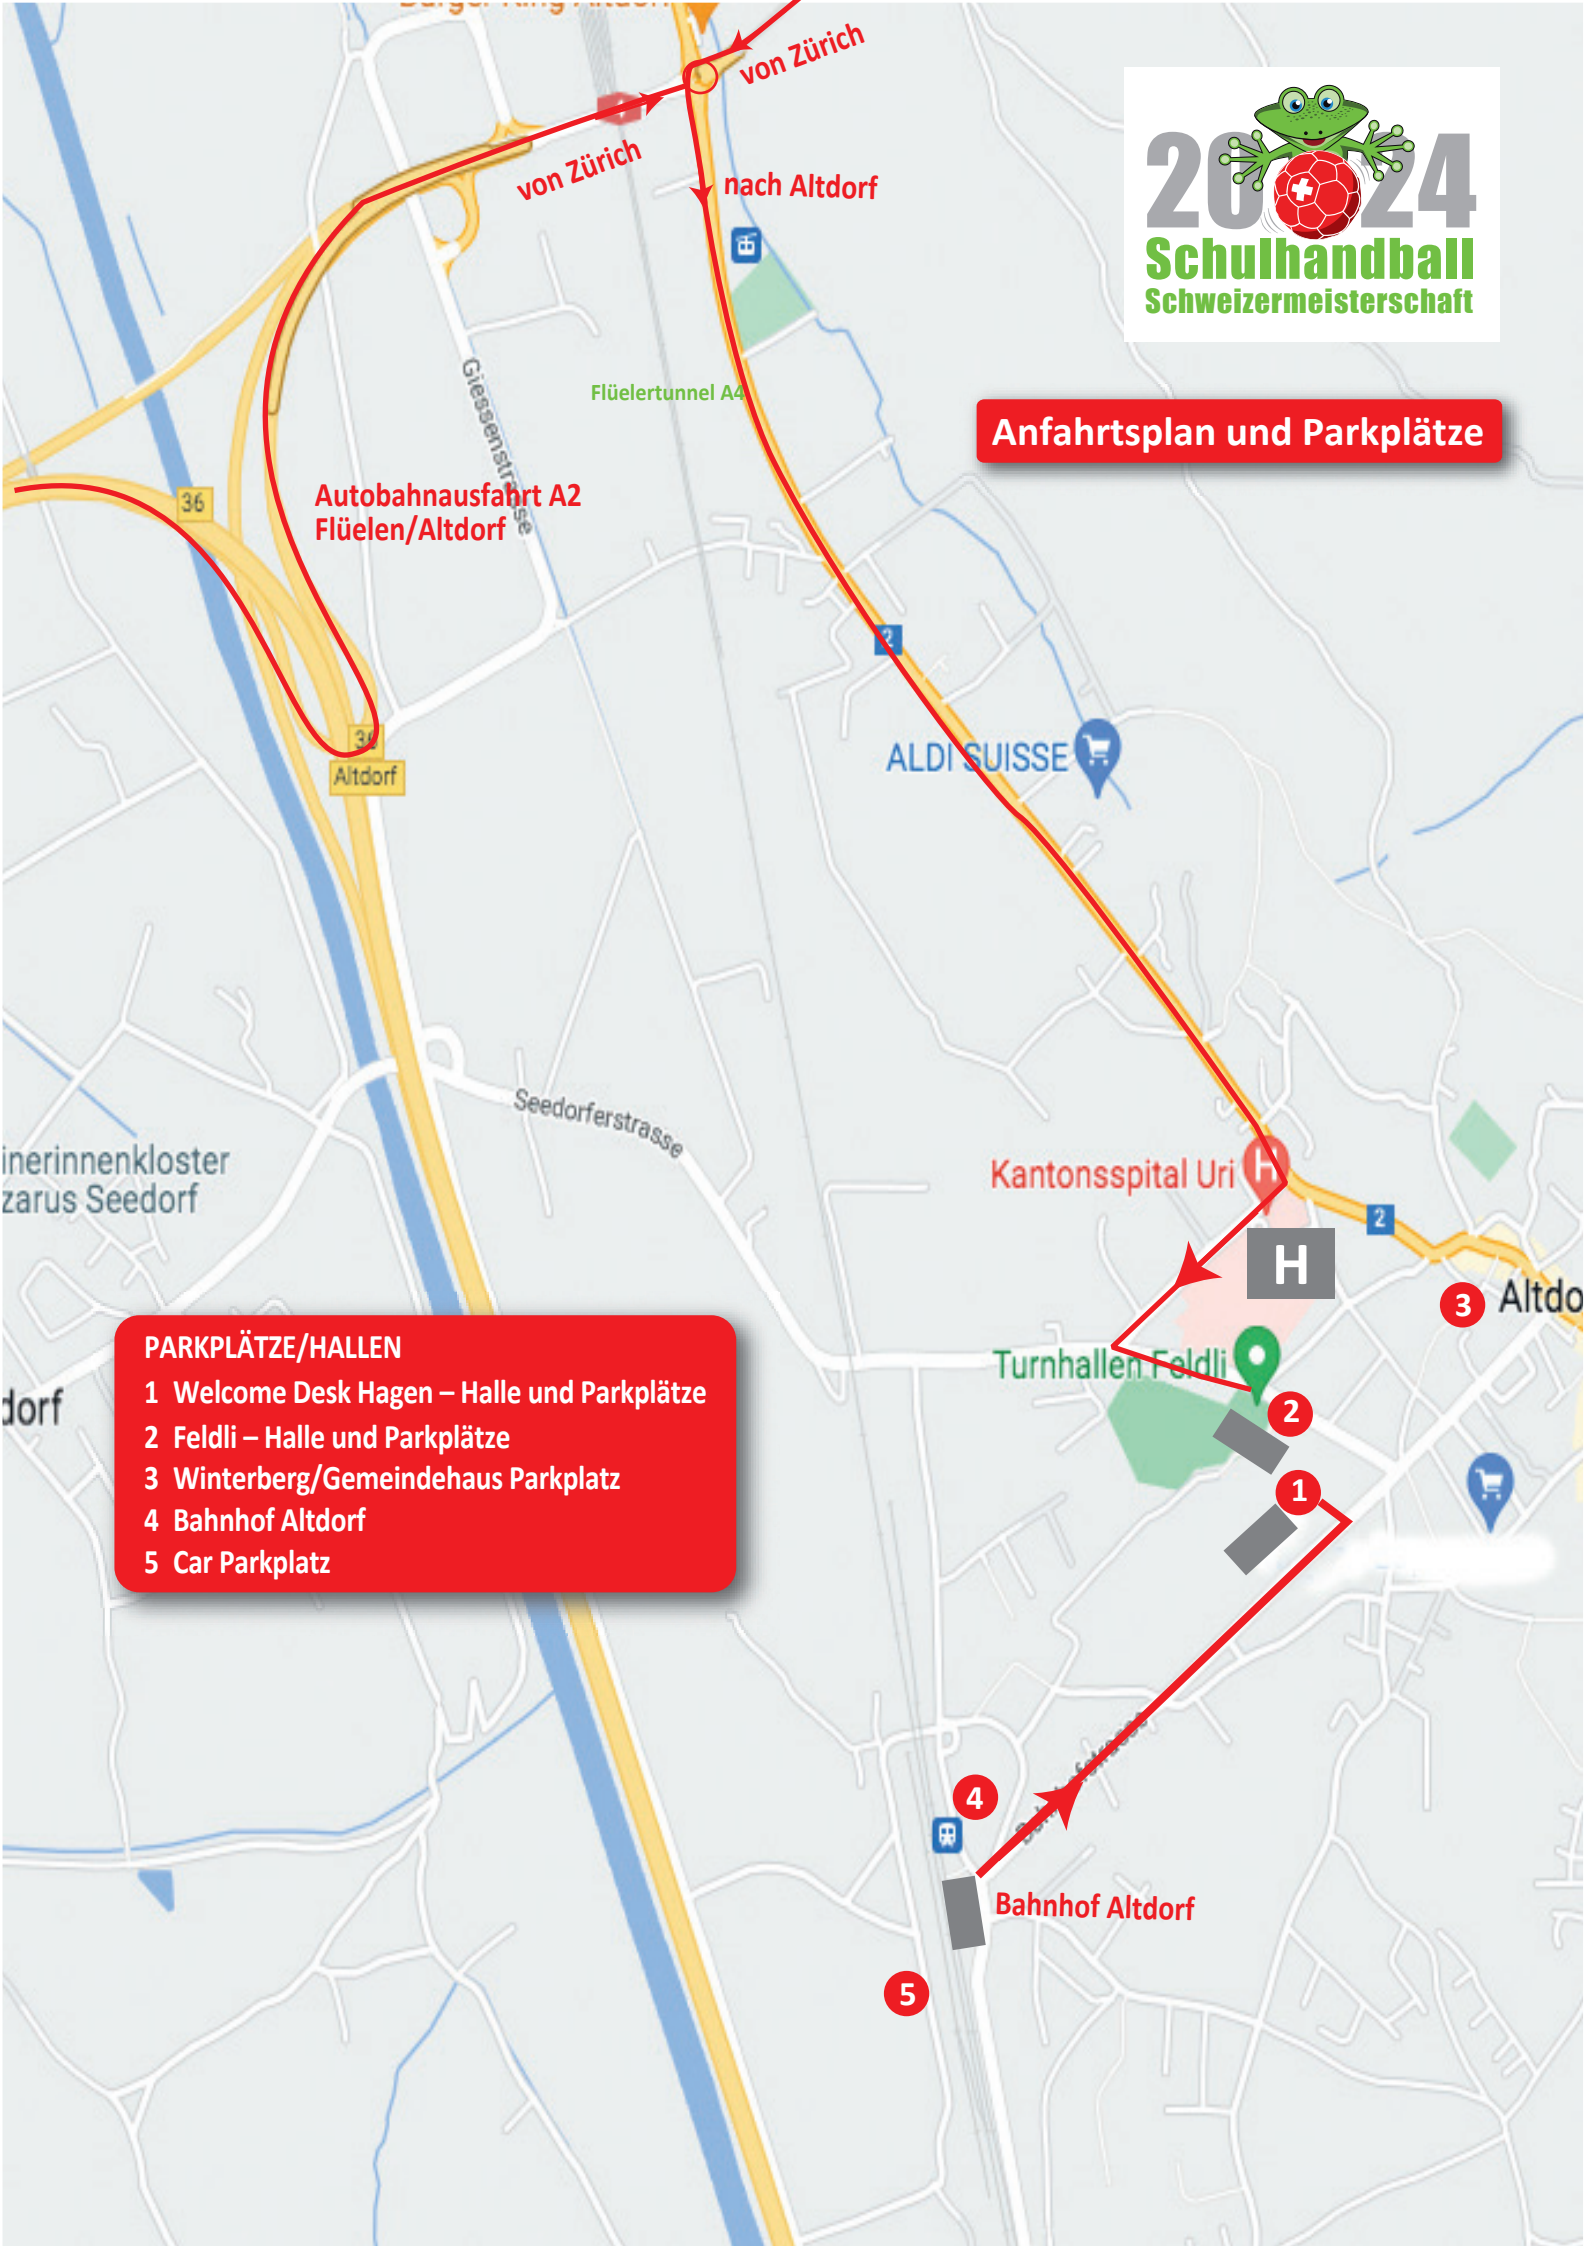 von Zürich
von Zürich
nach Altdorf
2024
Schulhandball
Schweizermeisterschaft
Flüelertunnel A4
Giessenstrasse
Anfahrtsplan und Parkplätze
36
Autobahnausfahrt A2
Flüelen/Altdorf
2
36
Altdorf
ALDI SUISSE
Seedorferstrasse
inerinnenkloster
zarus Seedorf
Kantonsspital Uri
H
2
H
3
Altdo
Turnhallen Feldli
dorf
PARKPLÄTZE/HALLEN
1 Welcome Desk Hagen – Halle und Parkplätze
2 Feldli – Halle und Parkplätze
3 Winterberg/Gemeindehaus Parkplatz
4 Bahnhof Altdorf
5 Car Parkplatz
2
1
4
Bahnhof Altdorf
5